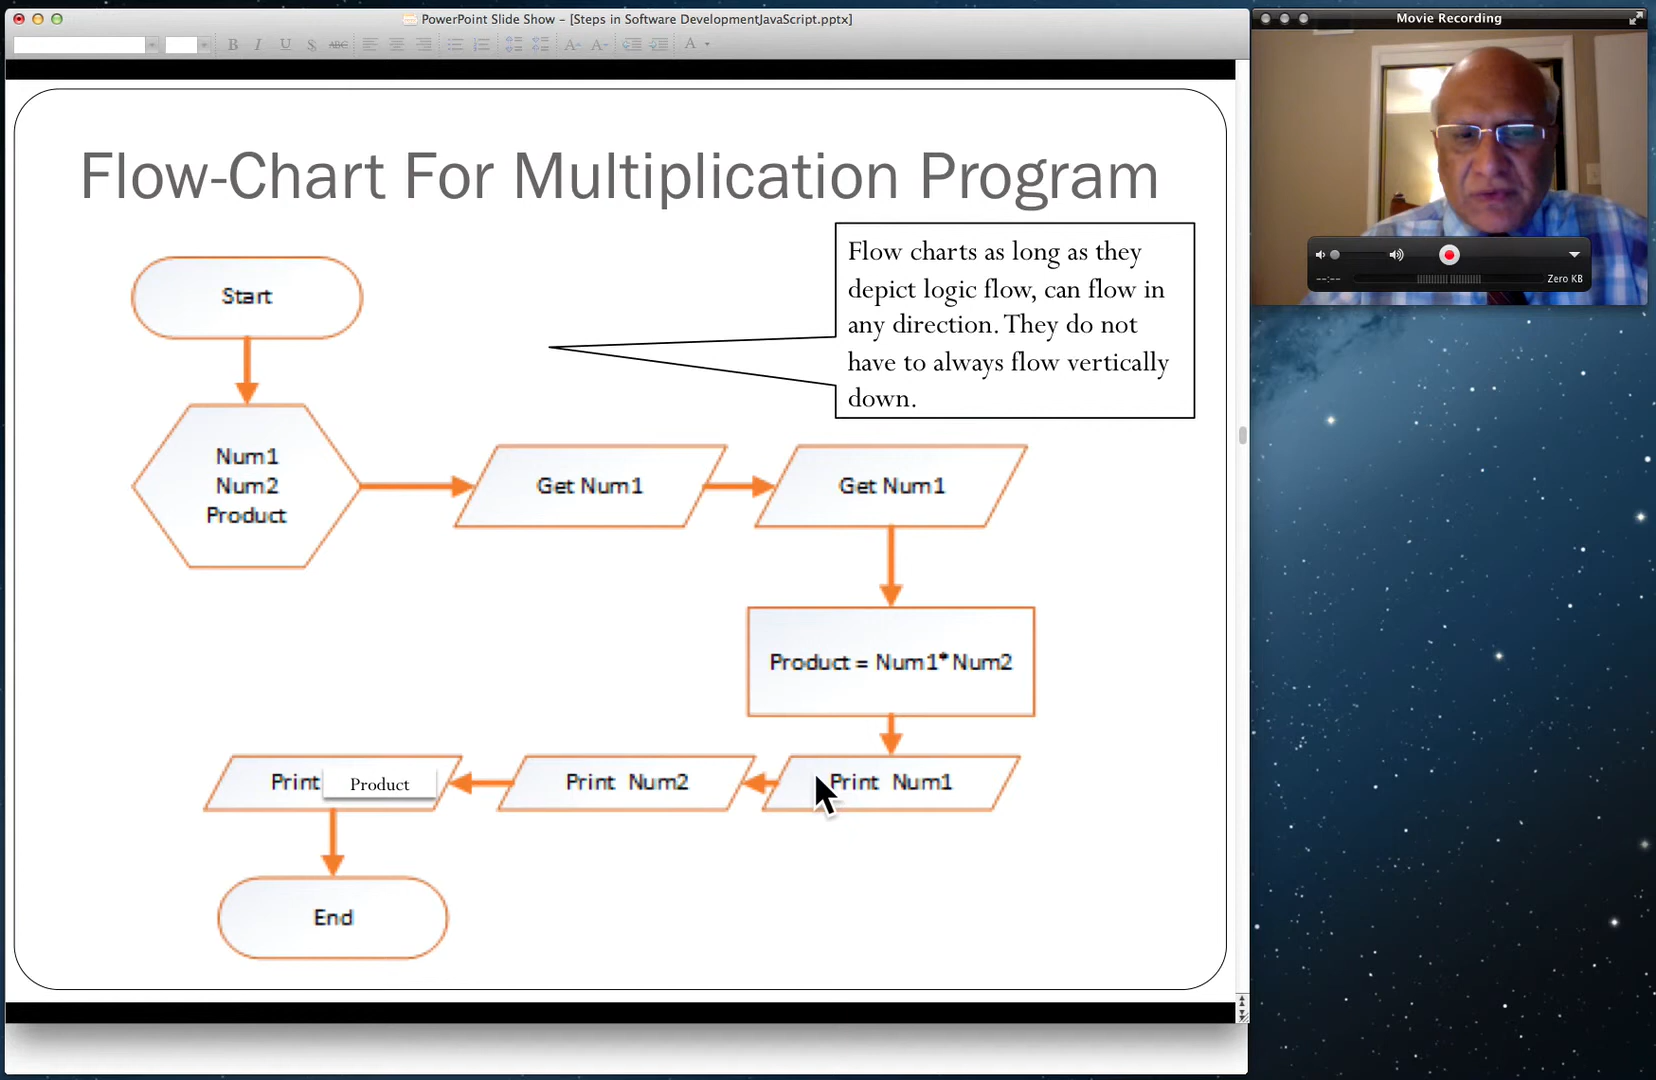 PowerPoint Slide Show - [Steps in Software DevelopmentJavaScript.pptx]
B I U S ABC A A A
Movie Recording
--:-- Zero KB
Flow-Chart For Multiplication Program
Flow charts as long as they
depict logic flow, can flow in
any direction. They do not
have to always flow vertically
down.
Start
Num1
Num2
Product
Get Num1
Get Num1
Product = Num1* Num2
Print Product
Print Num2
Print Num1
End